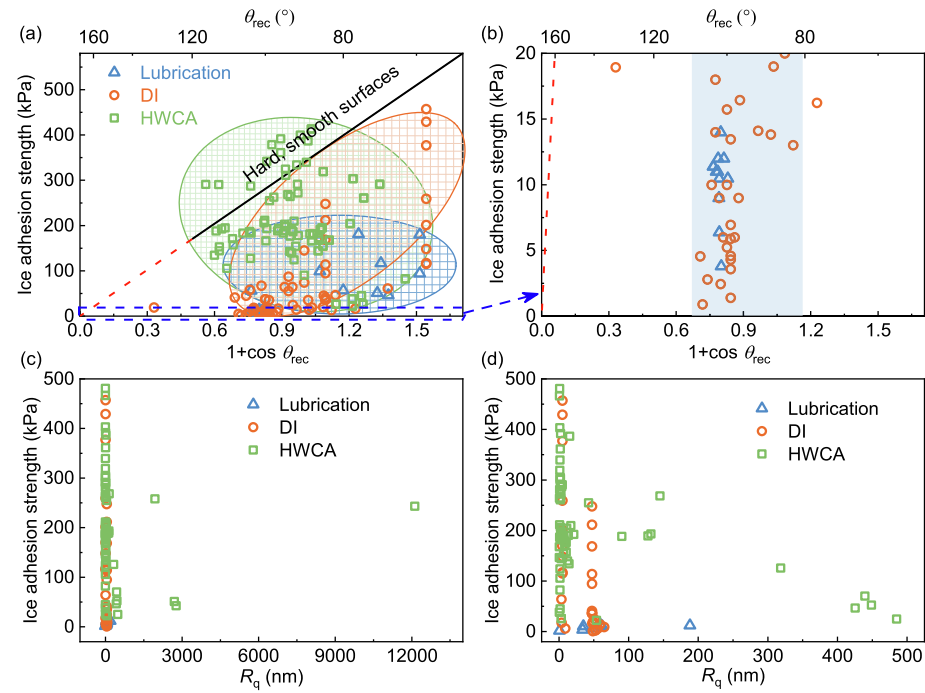 θrec (°)
θrec (°)
(a)
160
120
80
(b)
160
120
80
Ice adhesion stength (kPa)
500
400
300
200
100
0
Lubrication
DI
HWCA
Hard, smooth surfaces
0.0
0.3
0.6
0.9
1.2
1.5
1+cos θrec
Ice adhesion strength (kPa)
20
15
10
5
0
0.0
0.3
0.6
0.9
1.2
1.5
1+cos θrec
(c)
Ice adhesion strength (kPa)
500
400
300
200
100
0
Lubrication
DI
HWCA
0
3000
6000
9000
12000
Rq (nm)
(d)
Ice adhesion strength (kPa)
500
400
300
200
100
0
Lubrication
DI
HWCA
0
100
200
300
400
500
Rq (nm)